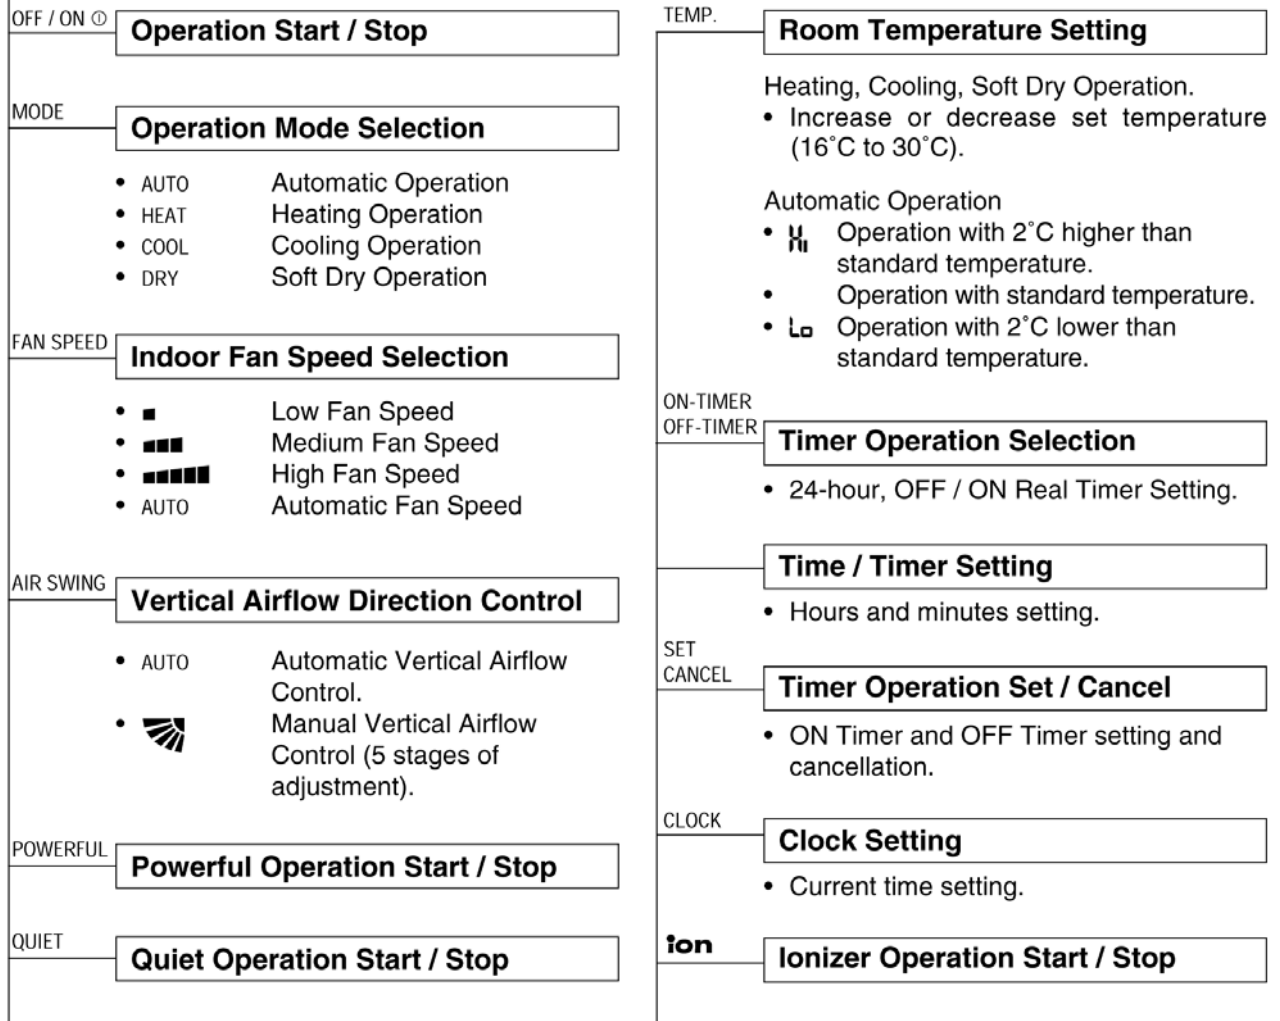 OFF / ON
Operation Start / Stop
MODE
Operation Mode Selection
• AUTO Automatic Operation
• HEAT Heating Operation
• COOL Cooling Operation
• DRY Soft Dry Operation
FAN SPEED
Indoor Fan Speed Selection
• Low Fan Speed
• Medium Fan Speed
• High Fan Speed
• AUTO Automatic Fan Speed
AIR SWING
Vertical Airflow Direction Control
• AUTO Automatic Vertical Airflow
Control.
• Manual Vertical Airflow
Control (5 stages of
adjustment).
POWERFUL
Powerful Operation Start / Stop
QUIET
Quiet Operation Start / Stop
TEMP.
Room Temperature Setting
Heating, Cooling, Soft Dry Operation.
• Increase or decrease set temperature
(16˚C to 30˚C).
Automatic Operation
• HI Operation with 2˚C higher than
standard temperature.
• Operation with standard temperature.
• Lo Operation with 2˚C lower than
standard temperature.
ON-TIMER
OFF-TIMER
Timer Operation Selection
• 24-hour, OFF / ON Real Timer Setting.
Time / Timer Setting
• Hours and minutes setting.
SET
CANCEL
Timer Operation Set / Cancel
• ON Timer and OFF Timer setting and
cancellation.
CLOCK
Clock Setting
• Current time setting.
ion
Ionizer Operation Start / Stop